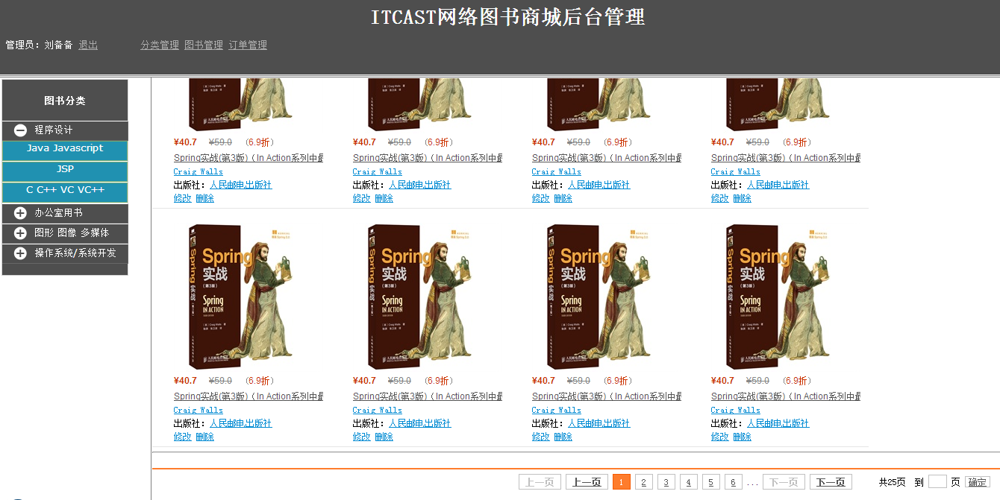 ITCAST网络图书商城后台管理
管理员：刘备备 退出 分类管理 图书管理 订单管理
图书分类
程序设计
Java Javascript
JSP
C C++ VC VC++
办公室用书
图形 图像 多媒体
操作系统/系统开发
¥40.7 ¥59.0 （6.9折） ¥40.7 ¥59.0 （6.9折） ¥40.7 ¥59.0 （6.9折） ¥40.7 ¥59.0 （6.9折）
Spring实战(第3版)（In Action系列中 Spring实战(第3版)（In Action系列中 Spring实战(第3版)（In Action系列中 Spring实战(第3版)（In Action系列中
Craig Walls Craig Walls Craig Walls Craig Walls
出版社：人民邮电出版社 出版社：人民邮电出版社 出版社：人民邮电出版社 出版社：人民邮电出版社
修改 删除 修改 删除 修改 删除 修改 删除
Spring Spring Spring Spring
实战 实战 实战 实战
（第3版） （第3版） （第3版） （第3版）
Spring Spring Spring Spring
IN ACTION IN ACTION IN ACTION IN ACTION
Spring 实战 Spring 实战 Spring 实战 Spring 实战
¥40.7 ¥59.0 （6.9折） ¥40.7 ¥59.0 （6.9折） ¥40.7 ¥59.0 （6.9折） ¥40.7 ¥59.0 （6.9折）
Spring实战(第3版)（In Action系列中 Spring实战(第3版)（In Action系列中 Spring实战(第3版)（In Action系列中 Spring实战(第3版)（In Action系列中
Craig Walls Craig Walls Craig Walls Craig Walls
出版社：人民邮电出版社 出版社：人民邮电出版社 出版社：人民邮电出版社 出版社：人民邮电出版社
修改 删除 修改 删除 修改 删除 修改 删除
上一页 上一页 1 2 3 4 5 6 ... 下一页 下一页 共25页 到 页 确定